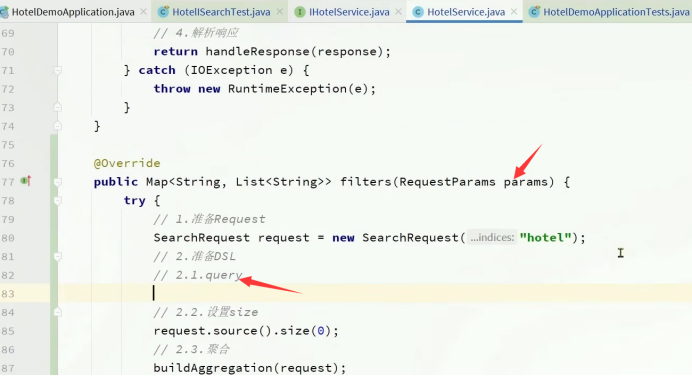 HotelDemoApplication.java HotelISearchTest.java IHotelService.java HotelService.java HotelDemoApplicationTests.java
69 // 4.解析响应
70 return handleResponse(response);
71 } catch (IOException e) {
72 throw new RuntimeException(e);
73 }
74 }
75
76 @Override
77 public Map<String, List<String>> filters(RequestParams params) {
78 try {
79 // 1.准备Request
80 SearchRequest request = new SearchRequest( ...indices: "hotel");
81 // 2.准备DSL
82 // 2.1.query
83
84 // 2.2.设置size
85 request.source().size(0);
86 // 2.3.聚合
87 buildAggregation(request);